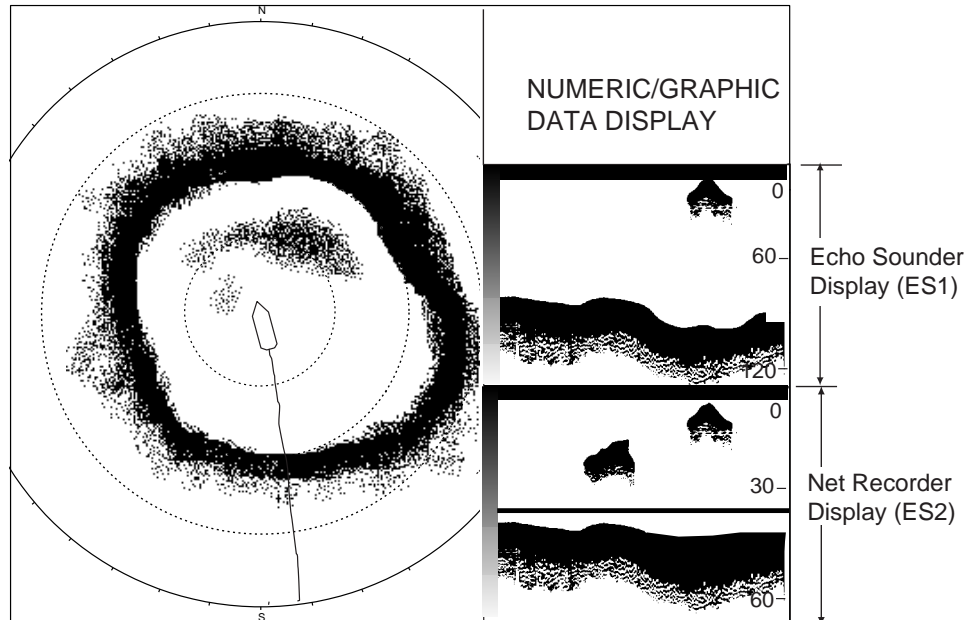 N
NUMERIC/GRAPHIC
DATA DISPLAY
0
60
120
Echo Sounder
Display (ES1)
0
30
60
Net Recorder
Display (ES2)
S